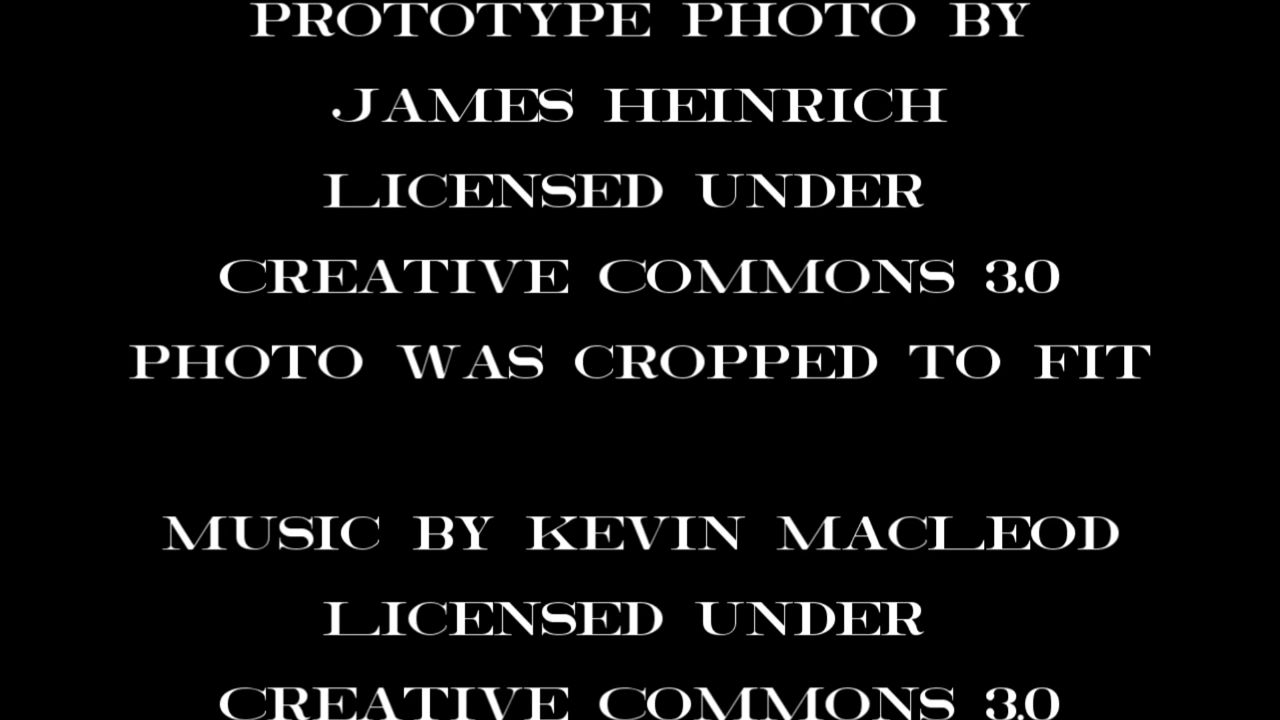 PROTOTYPE PHOTO BY
JAMES HEINRICH
LICENSED UNDER
CREATIVE COMMONS 3.0
PHOTO WAS CROPPED TO FIT
MUSIC BY KEVIN MACLEOD
LICENSED UNDER
CREATIVE COMMONS 3.0